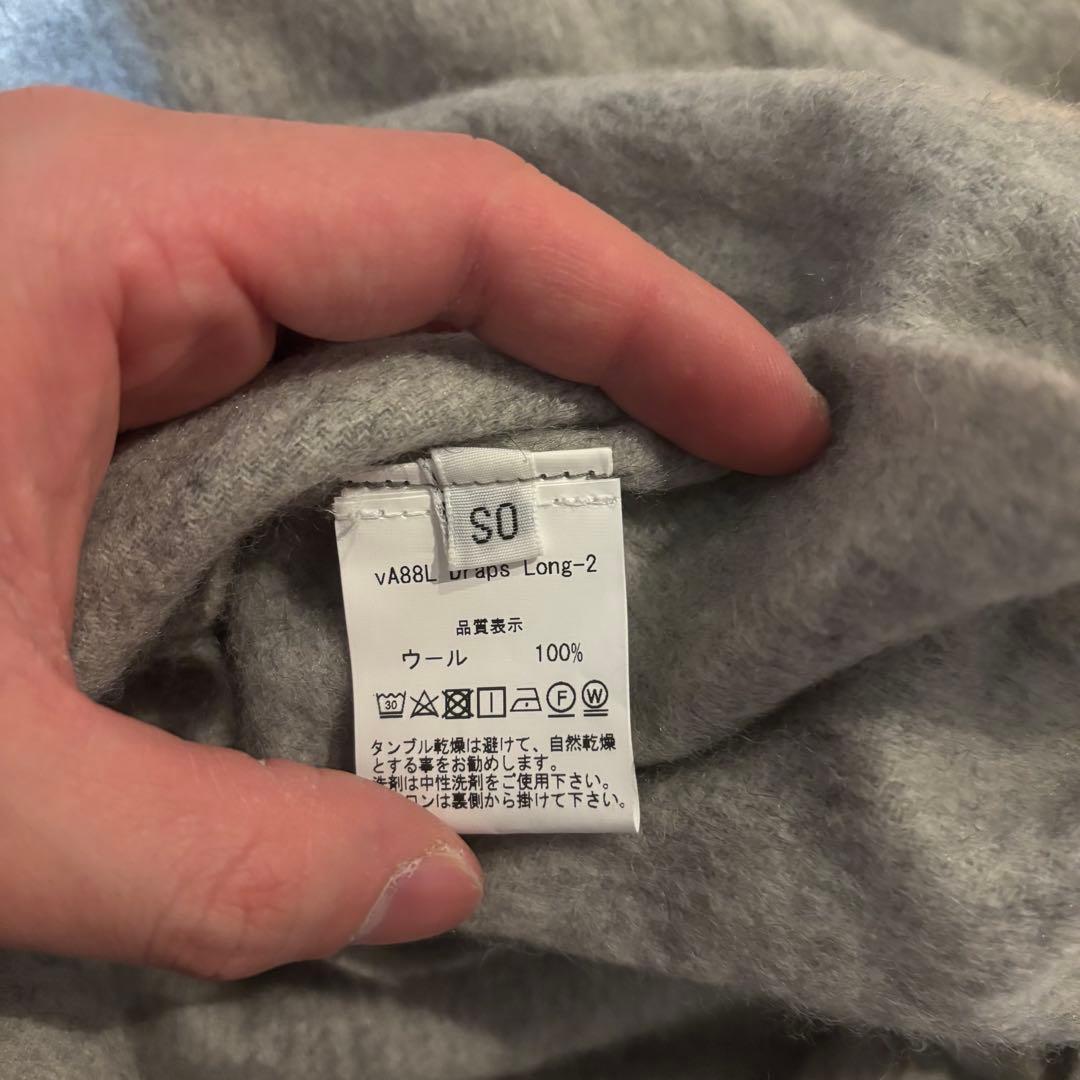 SO
vA88L Draps Long-2
品質表示
ウール 100%
30 F W
タンブル乾燥は避けて、自然乾燥
とする事をお勧めします。
洗剤は中性洗剤をご使用下さい。
ロンは裏側から掛けて下さい。